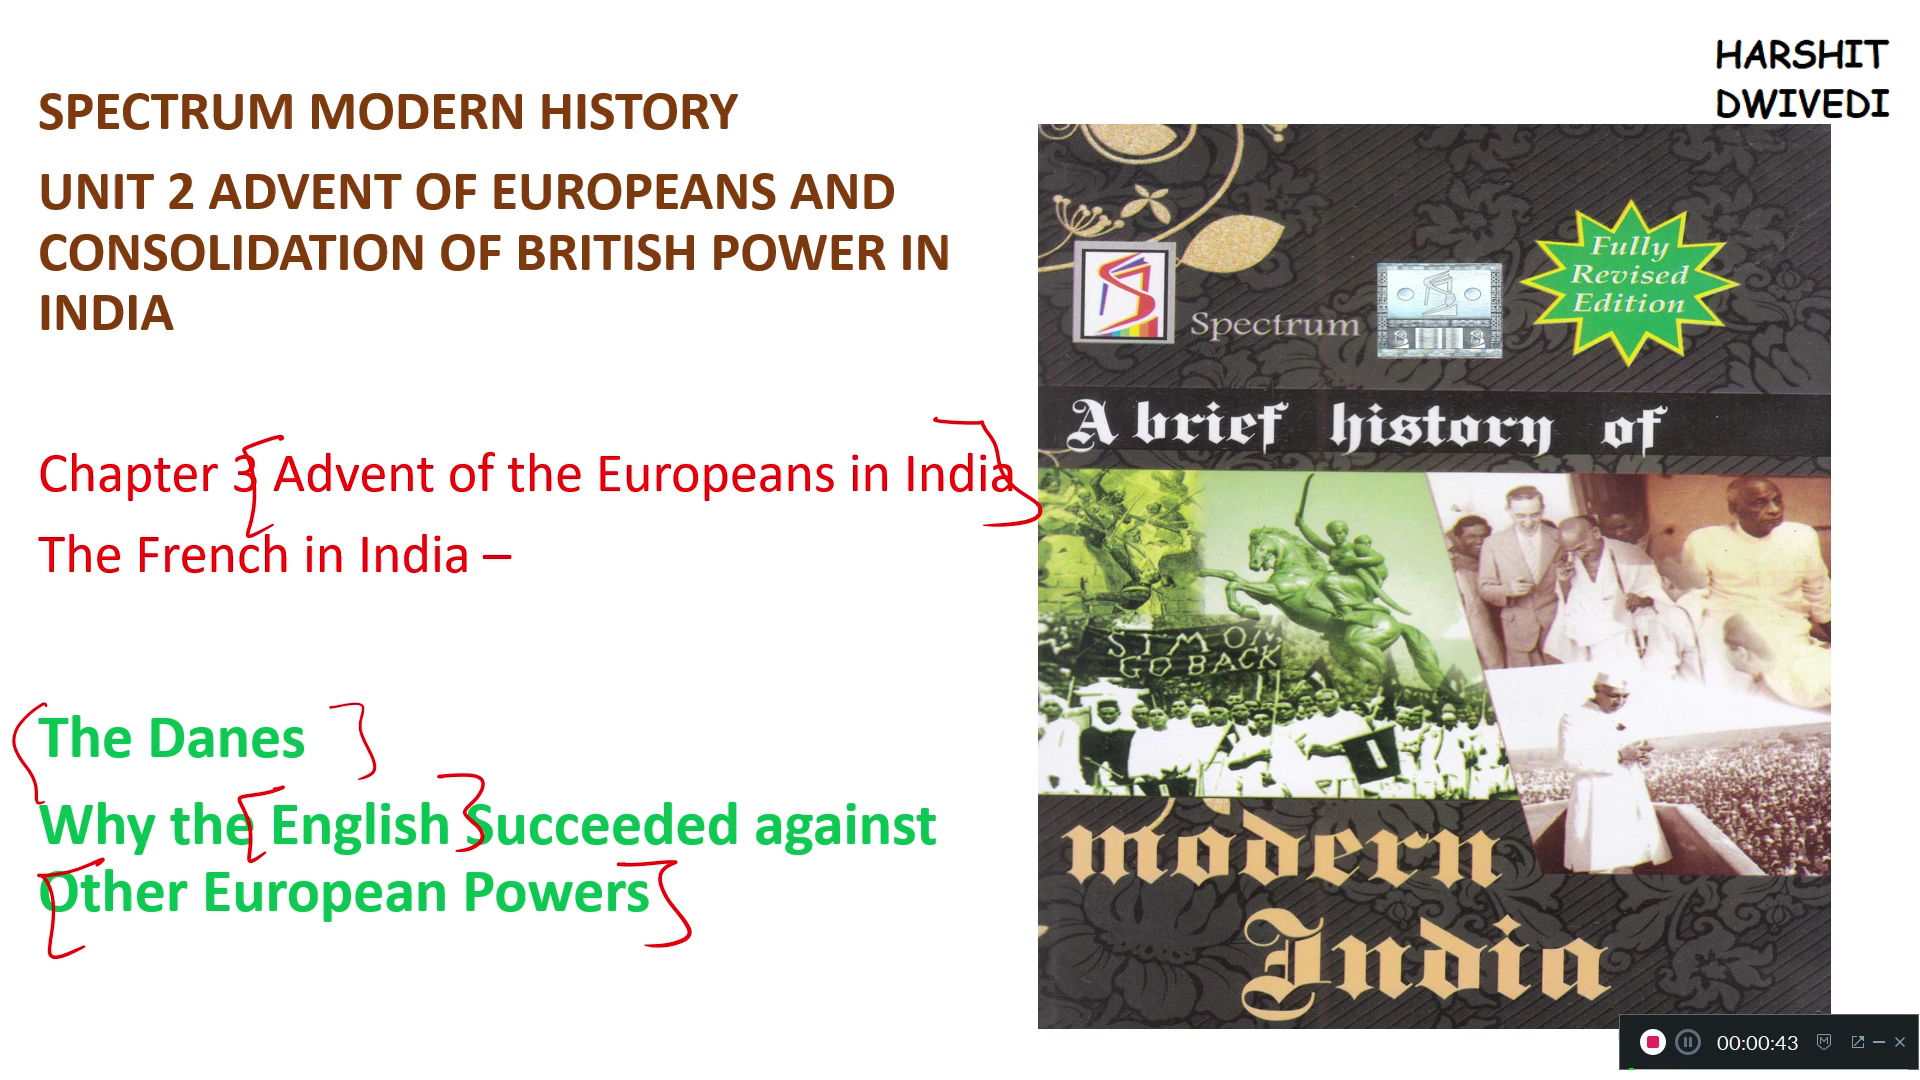 HARSHIT
DWIVEDI
SPECTRUM MODERN HISTORY
UNIT 2 ADVENT OF EUROPEANS AND
CONSOLIDATION OF BRITISH POWER IN
INDIA
Chapter 3 Advent of the Europeans in India
The French in India –
The Danes
Why the English Succeeded against
Other European Powers
Spectrum
Fully
Revised
Edition
A brief history of
SIMON
GO BACK
modern
India
00:00:43